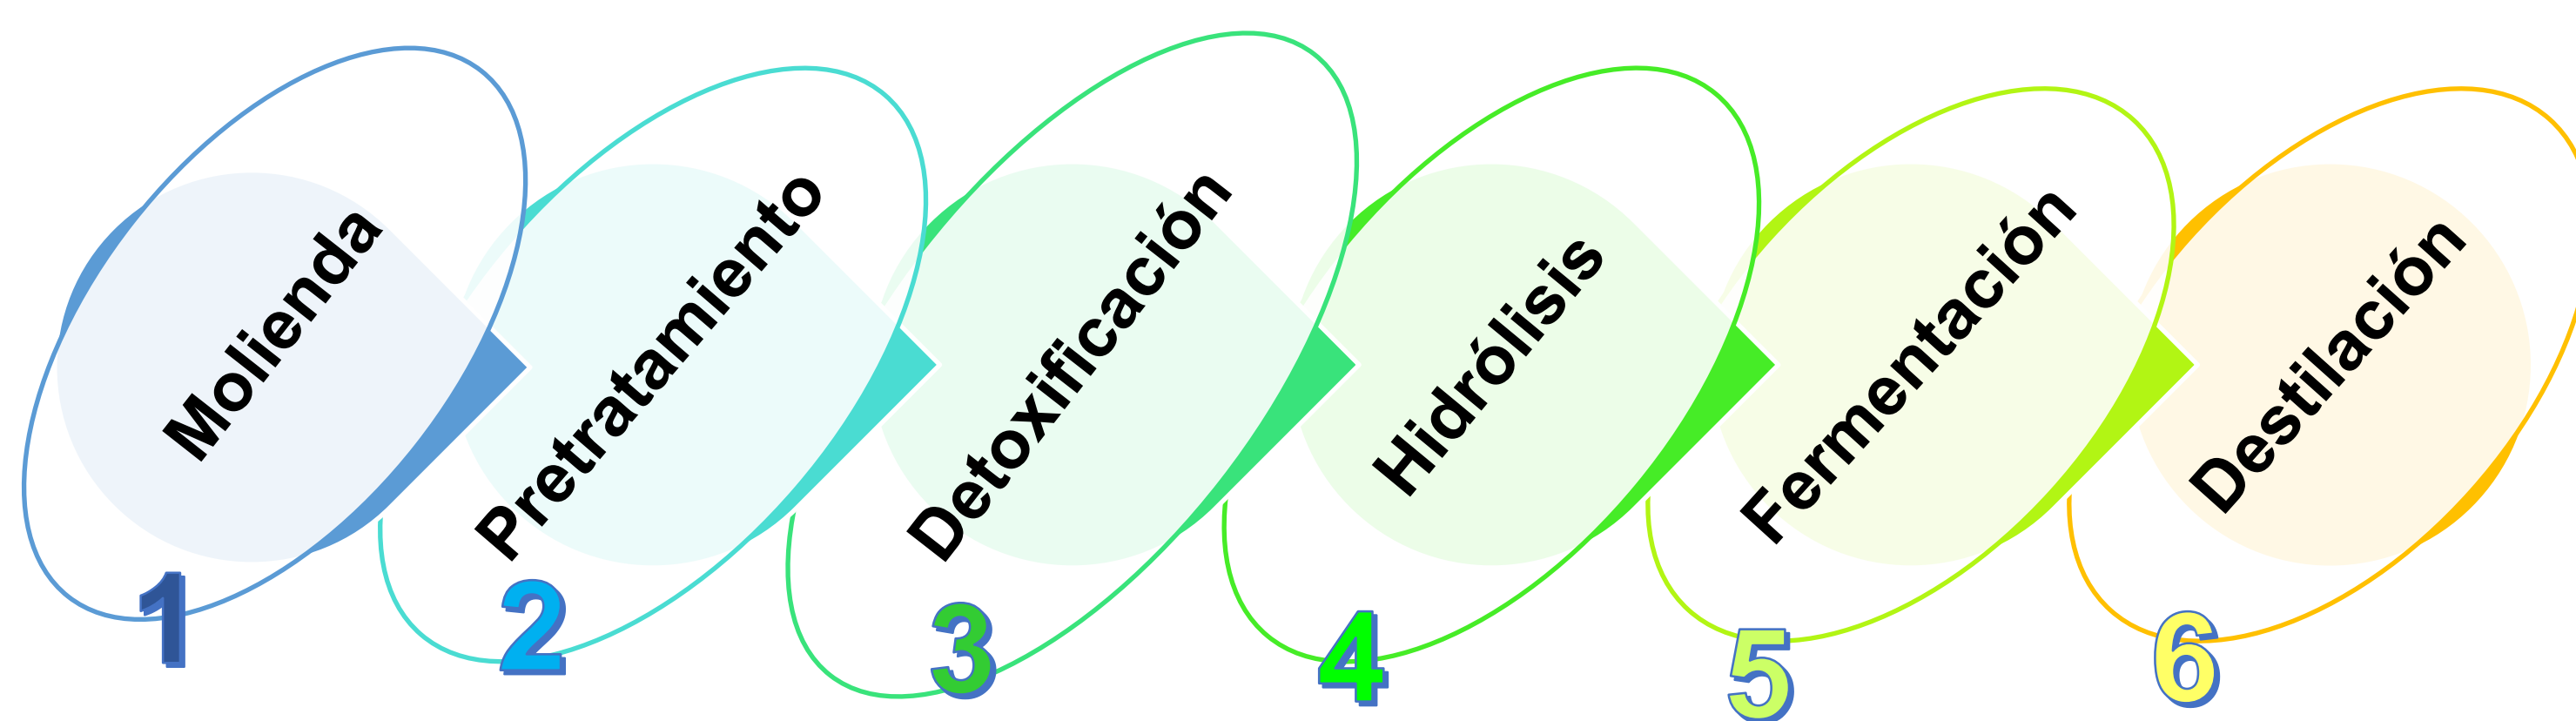 Molienda
1
Pretratamiento
2
Detoxificación
3
Hidrólisis
4
Fermentación
5
Destilación
6